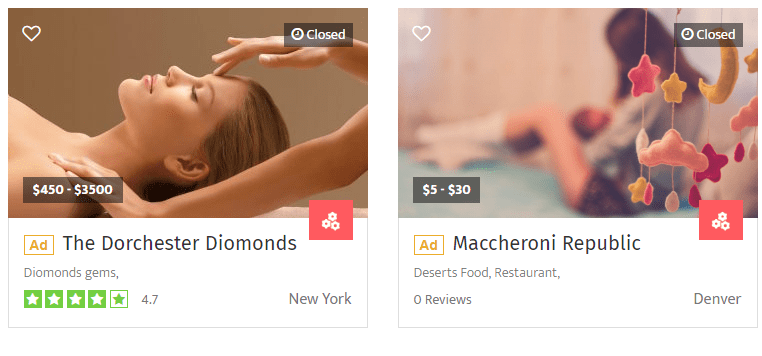 Closed
$450 - $3500
Ad The Dorchester Diomonds
Diomonds gems,
4.7 New York
Closed
$5 - $30
Ad Maccheroni Republic
Deserts Food, Restaurant,
0 Reviews Denver